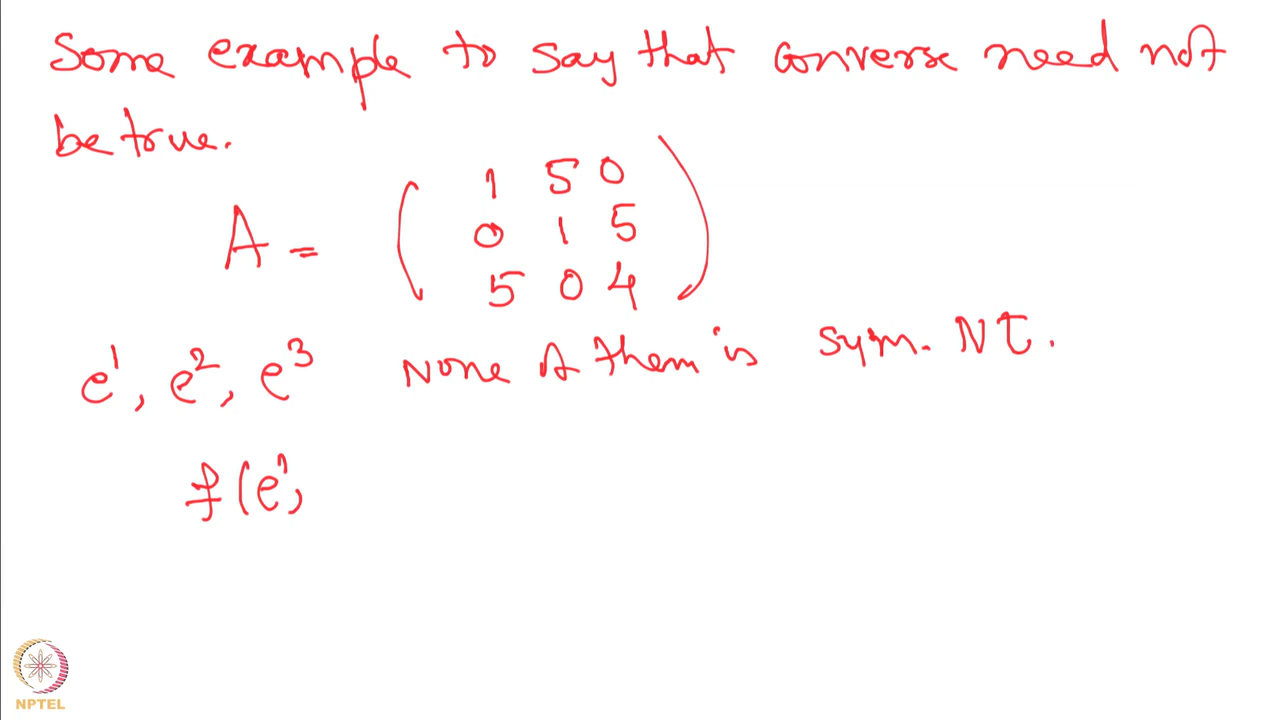 Some example to say that converse need not
be true.
A = ( 1 5 0
0 1 5
5 0 4 )
e¹, e², e³ None of them is sym. NE.
f(e¹,
NPTEL